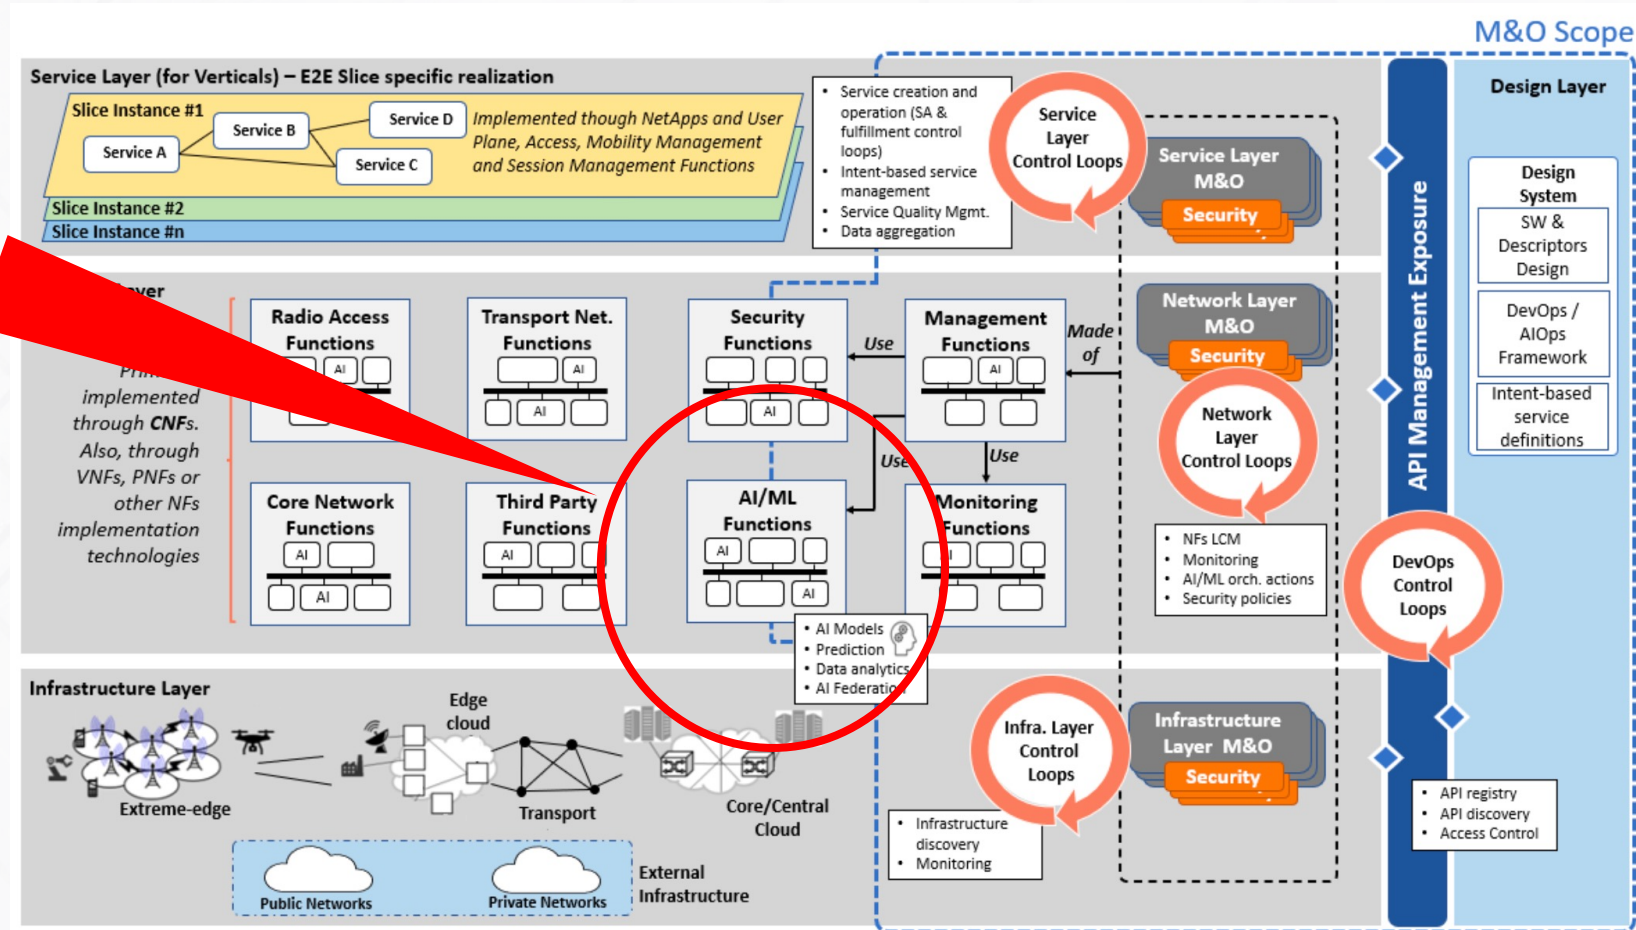 M&O Scope
Service Layer (for Verticals) – E2E Slice specific realization
Slice Instance #1
Service A
Service B
Service D
Service C
Implemented though NetApps and User
Plane, Access, Mobility Management
and Session Management Functions
Slice Instance #2
Slice Instance #n
• Service creation and
operation (SA &
fulfillment control
loops)
• Intent-based service
management
• Service Quality Mgmt.
• Data aggregation
Service
Layer
Control Loops
Service Layer
M&O
Security
API Management Exposure
Design Layer
Design
System
SW &
Descriptors
Design
DevOps /
AIOps
Framework
Intent-based
service
definitions
implemented
through CNFs.
Also, through
VNFs, PNFs or
other NFs
implementation
technologies
Radio Access
Functions
AI
Transport Net.
Functions
AI
AI
Security
Functions
AI
Use
Management
Functions
AI
Made
of
Network Layer
M&O
Security
Network
Layer
Control Loops
Use
Use
Core Network
Functions
AI
AI
Third Party
Functions
AI
AI/ML
Functions
AI
AI
Monitoring
Functions
AI
• AI Models
• Prediction
• Data analytics
• AI Federation
• NFs LCM
• Monitoring
• AI/ML orch. actions
• Security policies
DevOps
Control
Loops
Infrastructure Layer
Extreme-edge
Edge
cloud
Transport
Core/Central
Cloud
Public Networks
Private Networks
External
Infrastructure
Infra. Layer
Control
Loops
Infrastructure
Layer M&O
Security
• Infrastructure
discovery
• Monitoring
• API registry
• API discovery
• Access Control